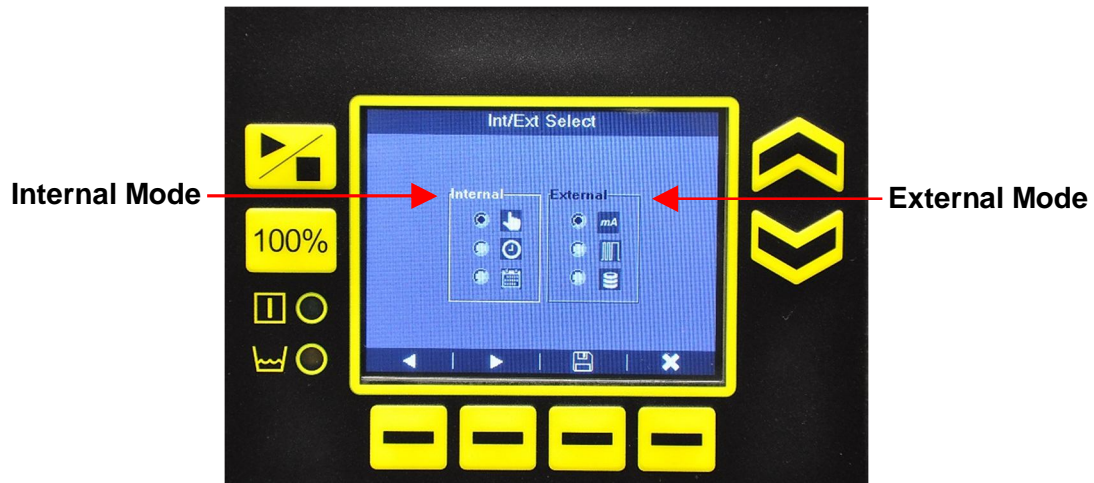 Int/Ext Select
Internal Mode
Internal
External
External Mode
mA
100%